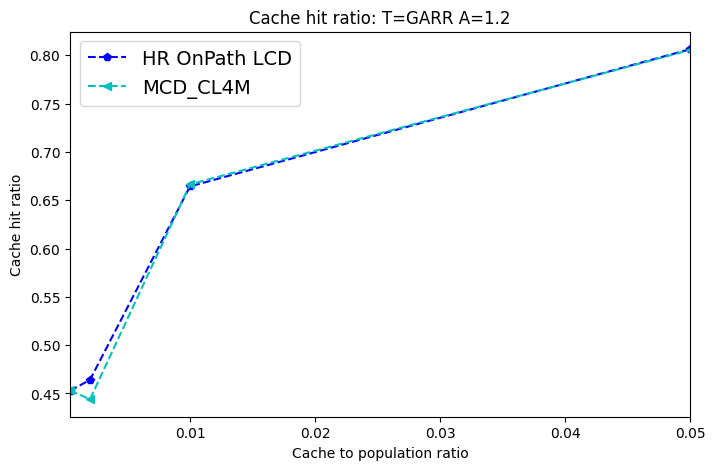 Cache hit ratio: T=GARR A=1.2
HR OnPath LCD
MCD_CL4M
Cache hit ratio
0.80
0.75
0.70
0.65
0.60
0.55
0.50
0.45
0.01 0.02 0.03 0.04 0.05
Cache to population ratio